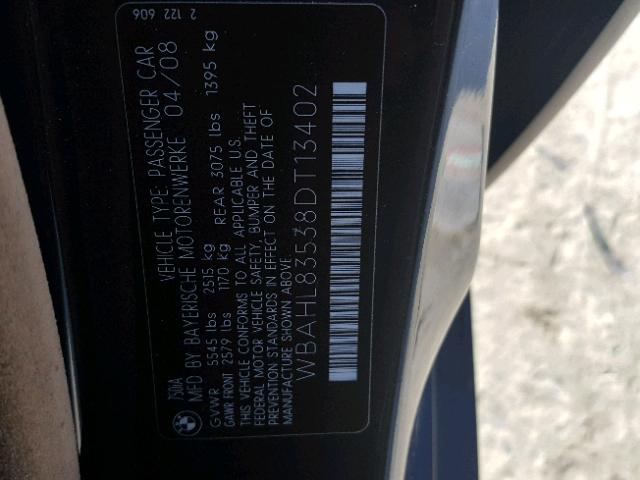 750IA
VEHICLE TYPE: PASSENGER CAR
2 122 606
MFD BY BAYERISCHE MOTORENWERKE 04/08
GVWR 5545 lbs 2515 kg
GAWR FRONT 2579 lbs 1170 kg REAR 3075 lbs 1395 kg
THIS VEHICLE CONFORMS TO ALL APPLICABLE U.S.
FEDERAL MOTOR VEHICLE SAFETY, BUMPER AND THEFT
PREVENTION STANDARDS IN EFFECT ON THE DATE OF
MANUFACTURE SHOWN ABOVE.
WBAHL83538DT13402